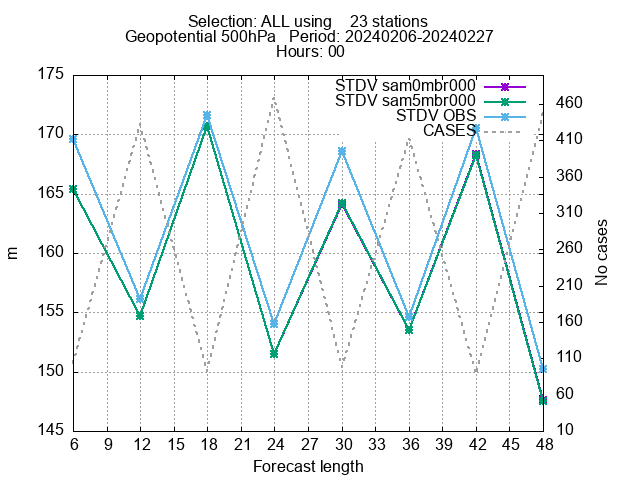 Selection: ALL using    23 stations
Geopotential 500hPa   Period: 20240206-20240227
Hours: 00
STDV sam0mbr000
STDV sam5mbr000
STDV OBS
CASES
175
170
165
160
155
150
145
m
460
410
360
310
260
210
160
110
60
10
No cases
6 9 12 15 18 21 24 27 30 33 36 39 42 45 48
Forecast length